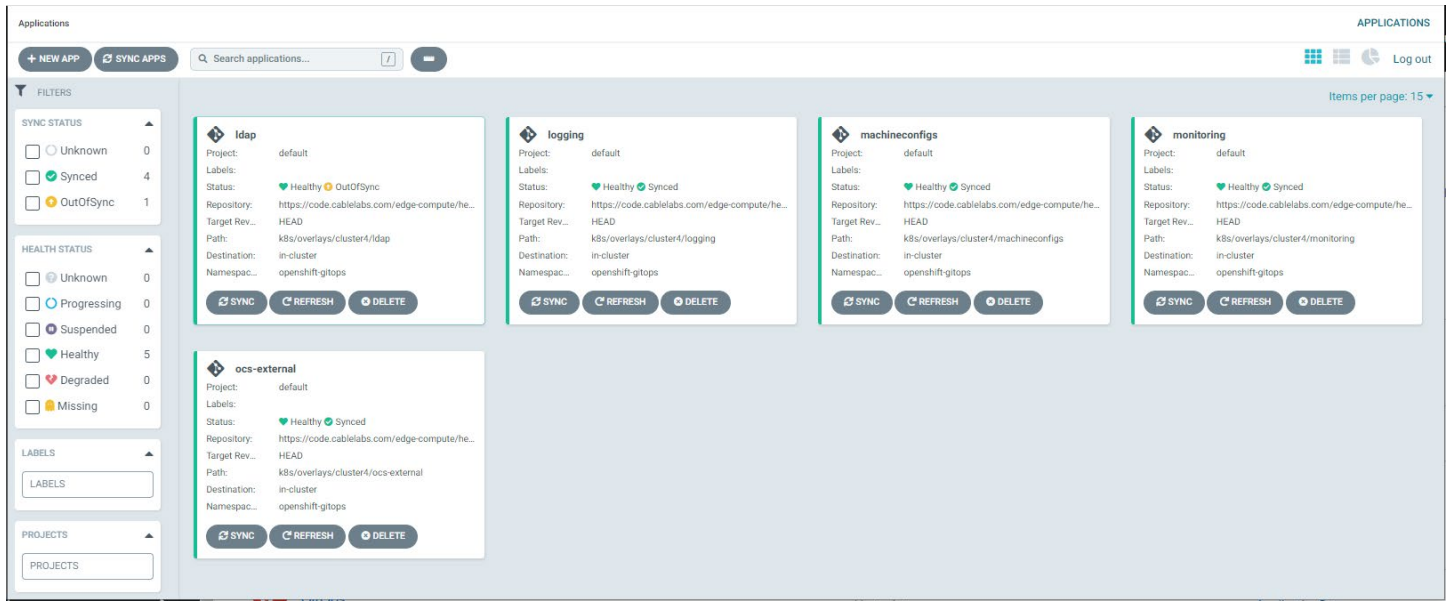 Applications
APPLICATIONS
+ NEW APP
SYNC APPS
Search applications...
/
Log out
FILTERS
Items per page: 15
SYNC STATUS
Unknown 0
Synced 4
OutOfSync 1
HEALTH STATUS
Unknown 0
Progressing 0
Suspended 0
Healthy 5
Degraded 0
Missing 0
LABELS
LABELS
PROJECTS
PROJECTS
ldap
Project: default
Labels:
Status: Healthy OutOfSync
Repository: https://code.cablelabs.com/edge-compute/he...
Target Rev... HEAD
Path: k8s/overlays/cluster4/ldap
Destination: in-cluster
Namespac... openshift-gitops
SYNC REFRESH DELETE
logging
Project: default
Labels:
Status: Healthy Synced
Repository: https://code.cablelabs.com/edge-compute/he...
Target Rev... HEAD
Path: k8s/overlays/cluster4/logging
Destination: in-cluster
Namespac... openshift-gitops
SYNC REFRESH DELETE
machineconfigs
Project: default
Labels:
Status: Healthy Synced
Repository: https://code.cablelabs.com/edge-compute/he...
Target Rev... HEAD
Path: k8s/overlays/cluster4/machineconfigs
Destination: in-cluster
Namespac... openshift-gitops
SYNC REFRESH DELETE
monitoring
Project: default
Labels:
Status: Healthy Synced
Repository: https://code.cablelabs.com/edge-compute/he...
Target Rev... HEAD
Path: k8s/overlays/cluster4/monitoring
Destination: in-cluster
Namespac... openshift-gitops
SYNC REFRESH DELETE
ocs-external
Project: default
Labels:
Status: Healthy Synced
Repository: https://code.cablelabs.com/edge-compute/he...
Target Rev... HEAD
Path: k8s/overlays/cluster4/ocs-external
Destination: in-cluster
Namespac... openshift-gitops
SYNC REFRESH DELETE